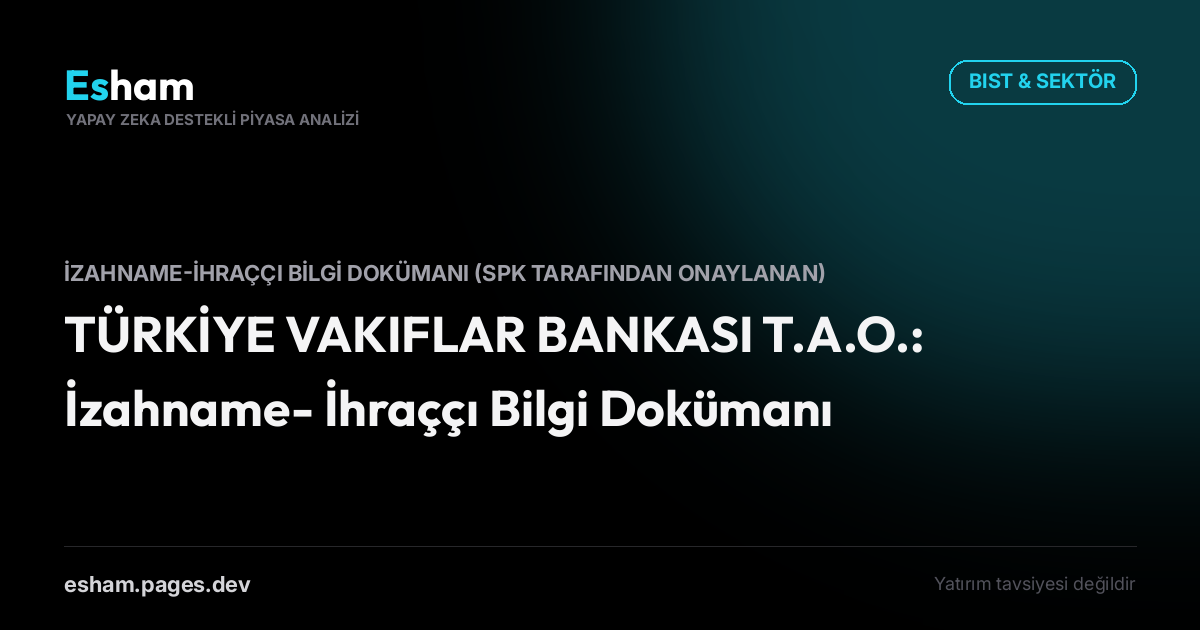 Esham
BIST & SEKTÖR
YAPAY ZEKA DESTEKLİ PİYASA ANALİZİ
İZAHNAME-İHRAÇÇI BİLGİ DOKÜMANI (SPK TARAFINDAN ONAYLANAN)
TÜRKİYE VAKIFLAR BANKASI T.A.O.:
İzahname- İhraççı Bilgi Dokümanı
esham.pages.dev
Yatırım tavsiyesi değildir